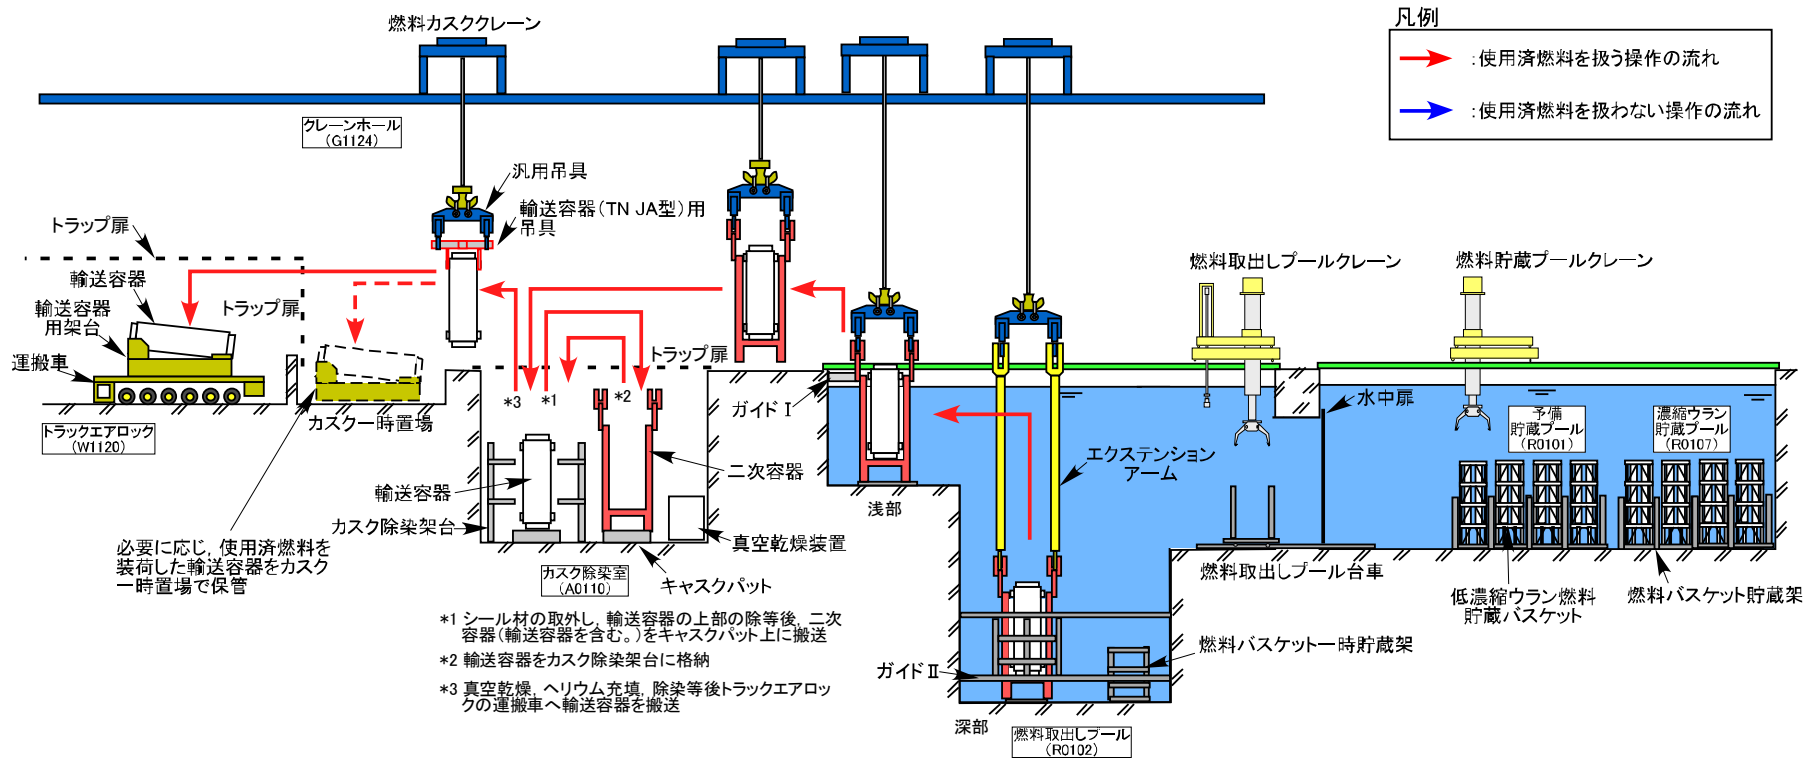 燃料カスククレーン
凡例
:使用済燃料を扱う操作の流れ
:使用済燃料を扱わない操作の流れ
クレーンホール
(G1124)
汎用吊具
輸送容器(TN JA型)用
吊具
トラップ扉
輸送容器
輸送容器
用架台
運搬車
トラップ扉
トラップ扉
燃料取出しプールクレーン
燃料貯蔵プールクレーン
*3
*1
*2
ガイドⅠ
水中扉
予備
貯蔵プール
(R0101)
濃縮ウラン
貯蔵プール
(R0107)
トラックエアロック
(W1120)
カスク一時置場
エクステンション
アーム
二次容器
輸送容器
カスク除染架台
浅部
真空乾燥装置
必要に応じ,使用済燃料を
装荷した輸送容器をカスク
一時置場で保管
カスク除染室
(A0110)
キャスクパット
燃料取出しプール台車
低濃縮ウラン燃料
貯蔵バスケット
燃料バスケット貯蔵架
*1 シール材の取外し,輸送容器の上部の除等後,二次
容器(輸送容器を含む。)をキャスクパット上に搬送
*2 輸送容器をカスク除染架台に格納
*3 真空乾燥,ヘリウム充填,除染等後トラックエアロッ
クの運搬車へ輸送容器を搬送
燃料バスケット一時貯蔵架
ガイドⅡ
深部
燃料取出しプール
(R0102)